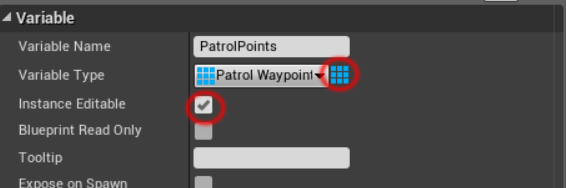 Variable
Variable Name PatrolPoints
Variable Type Patrol Waypoint
Instance Editable
Blueprint Read Only
Tooltip
Expose on Spawn